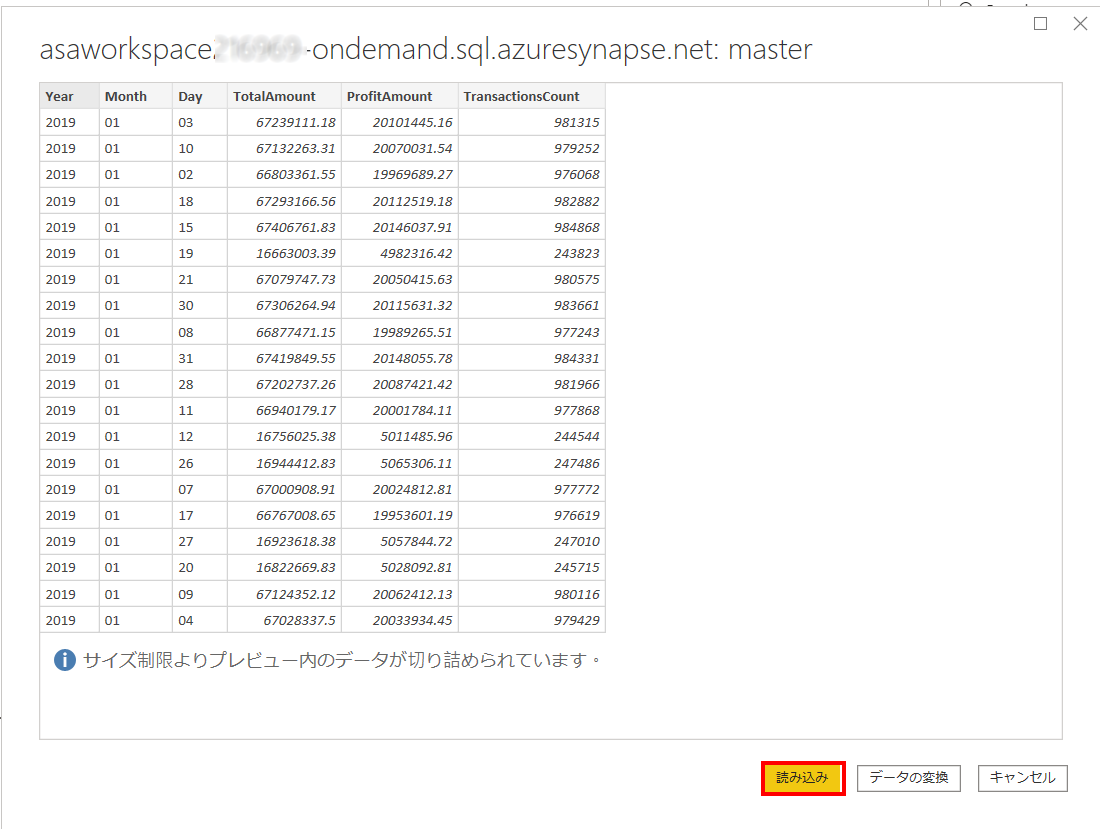 asaworkspace -ondemand.sql.azuresynapse.net: master
Year Month Day TotalAmount ProfitAmount TransactionsCount
2019 01 03 67239111.18 20101445.16 981315
2019 01 10 67132263.31 20070031.54 979252
2019 01 02 66803361.55 19969689.27 976068
2019 01 18 67293166.56 20112519.18 982882
2019 01 15 67406761.83 20146037.91 984868
2019 01 19 16663003.39 4982316.42 243823
2019 01 21 67079747.73 20050415.63 980575
2019 01 30 67306264.94 20115631.32 983661
2019 01 08 66877471.15 19989265.51 977243
2019 01 31 67419849.55 20148055.78 984331
2019 01 28 67202737.26 20087421.42 981966
2019 01 11 66940179.17 20001784.11 977868
2019 01 12 16756025.38 5011485.96 244544
2019 01 26 16944412.83 5065306.11 247486
2019 01 07 67000908.91 20024812.81 977772
2019 01 17 66767008.65 19953601.19 976619
2019 01 27 16923618.38 5057844.72 247010
2019 01 20 16822669.83 5028092.81 245715
2019 01 09 67124352.12 20062412.13 980116
2019 01 04 67028337.5 20033934.45 979429
サイズ制限よりプレビュー内のデータが切り詰められています。
読み込み データの変換 キャンセル